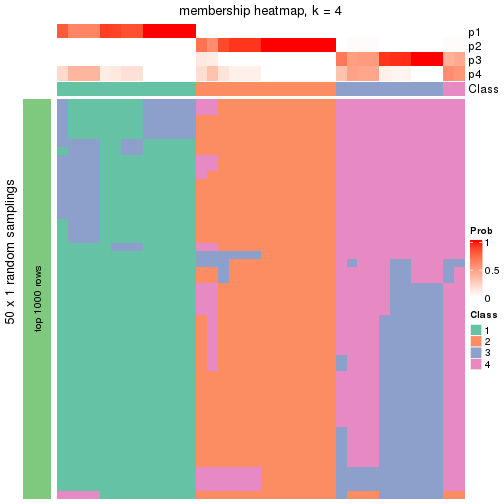 membership heatmap, k = 4
p1
p2
p3
p4
Class
50 x 1 random samplings
top 1000 rows
Prob
1
0.5
0
Class
1
2
3
4